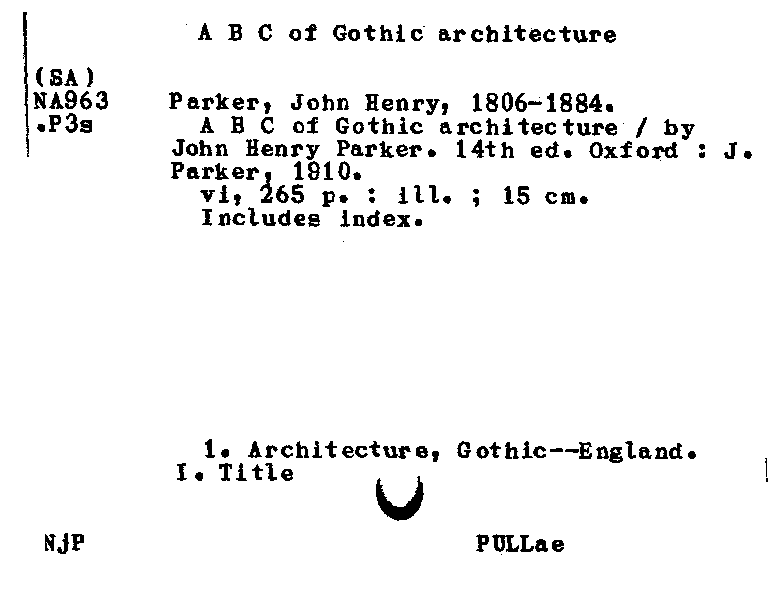 A B C of Gothic architecture
(SA)
NA963
.P3s
Parker, John Henry, 1806-1884.
A B C of Gothic architecture / by
John Henry Parker. 14th ed. Oxford : J.
Parker, 1910.
vi, 265 p. : ill. ; 15 cm.
Includes index.
1. Architecture, Gothic--England.
I. Title
NjP
PULLae